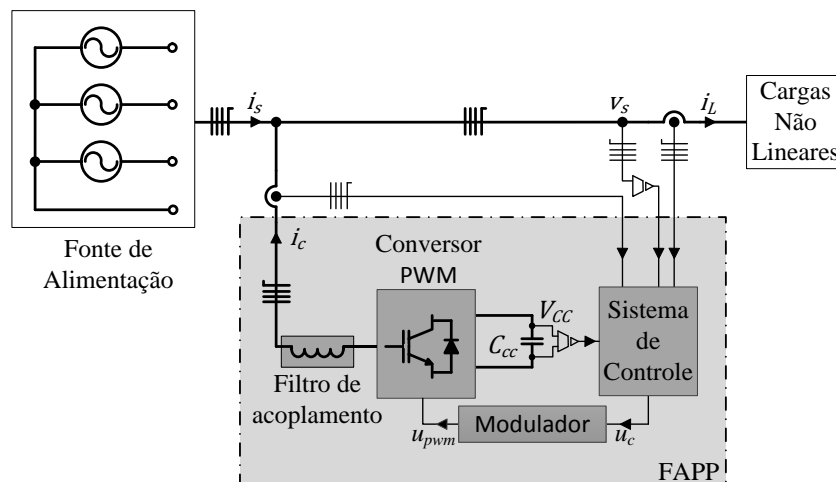 i_s
v_s
i_L
Cargas
Não
Lineares
Fonte de
Alimentação
i_c
Conversor
PWM
V_CC
C_cc
Sistema
de
Controle
Filtro de
acoplamento
u_pwm
Modulador
u_c
FAPP